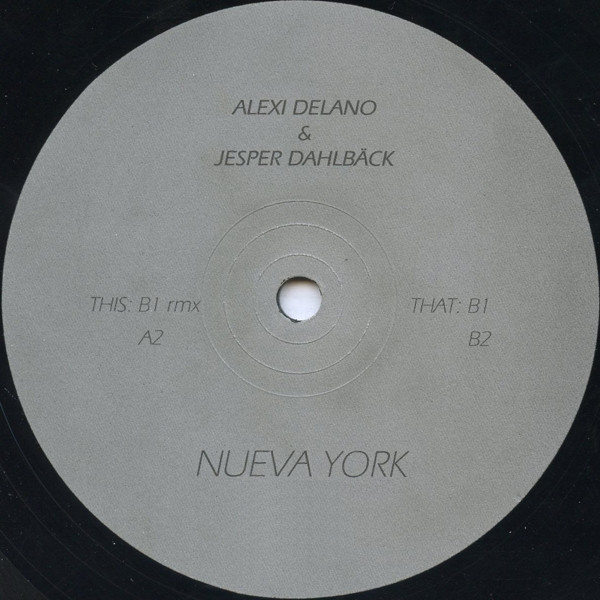 ALEXI DELANO
&
JESPER DAHLBÄCK
THIS: B1 rmx
A2
THAT: B1
B2
NUEVA YORK